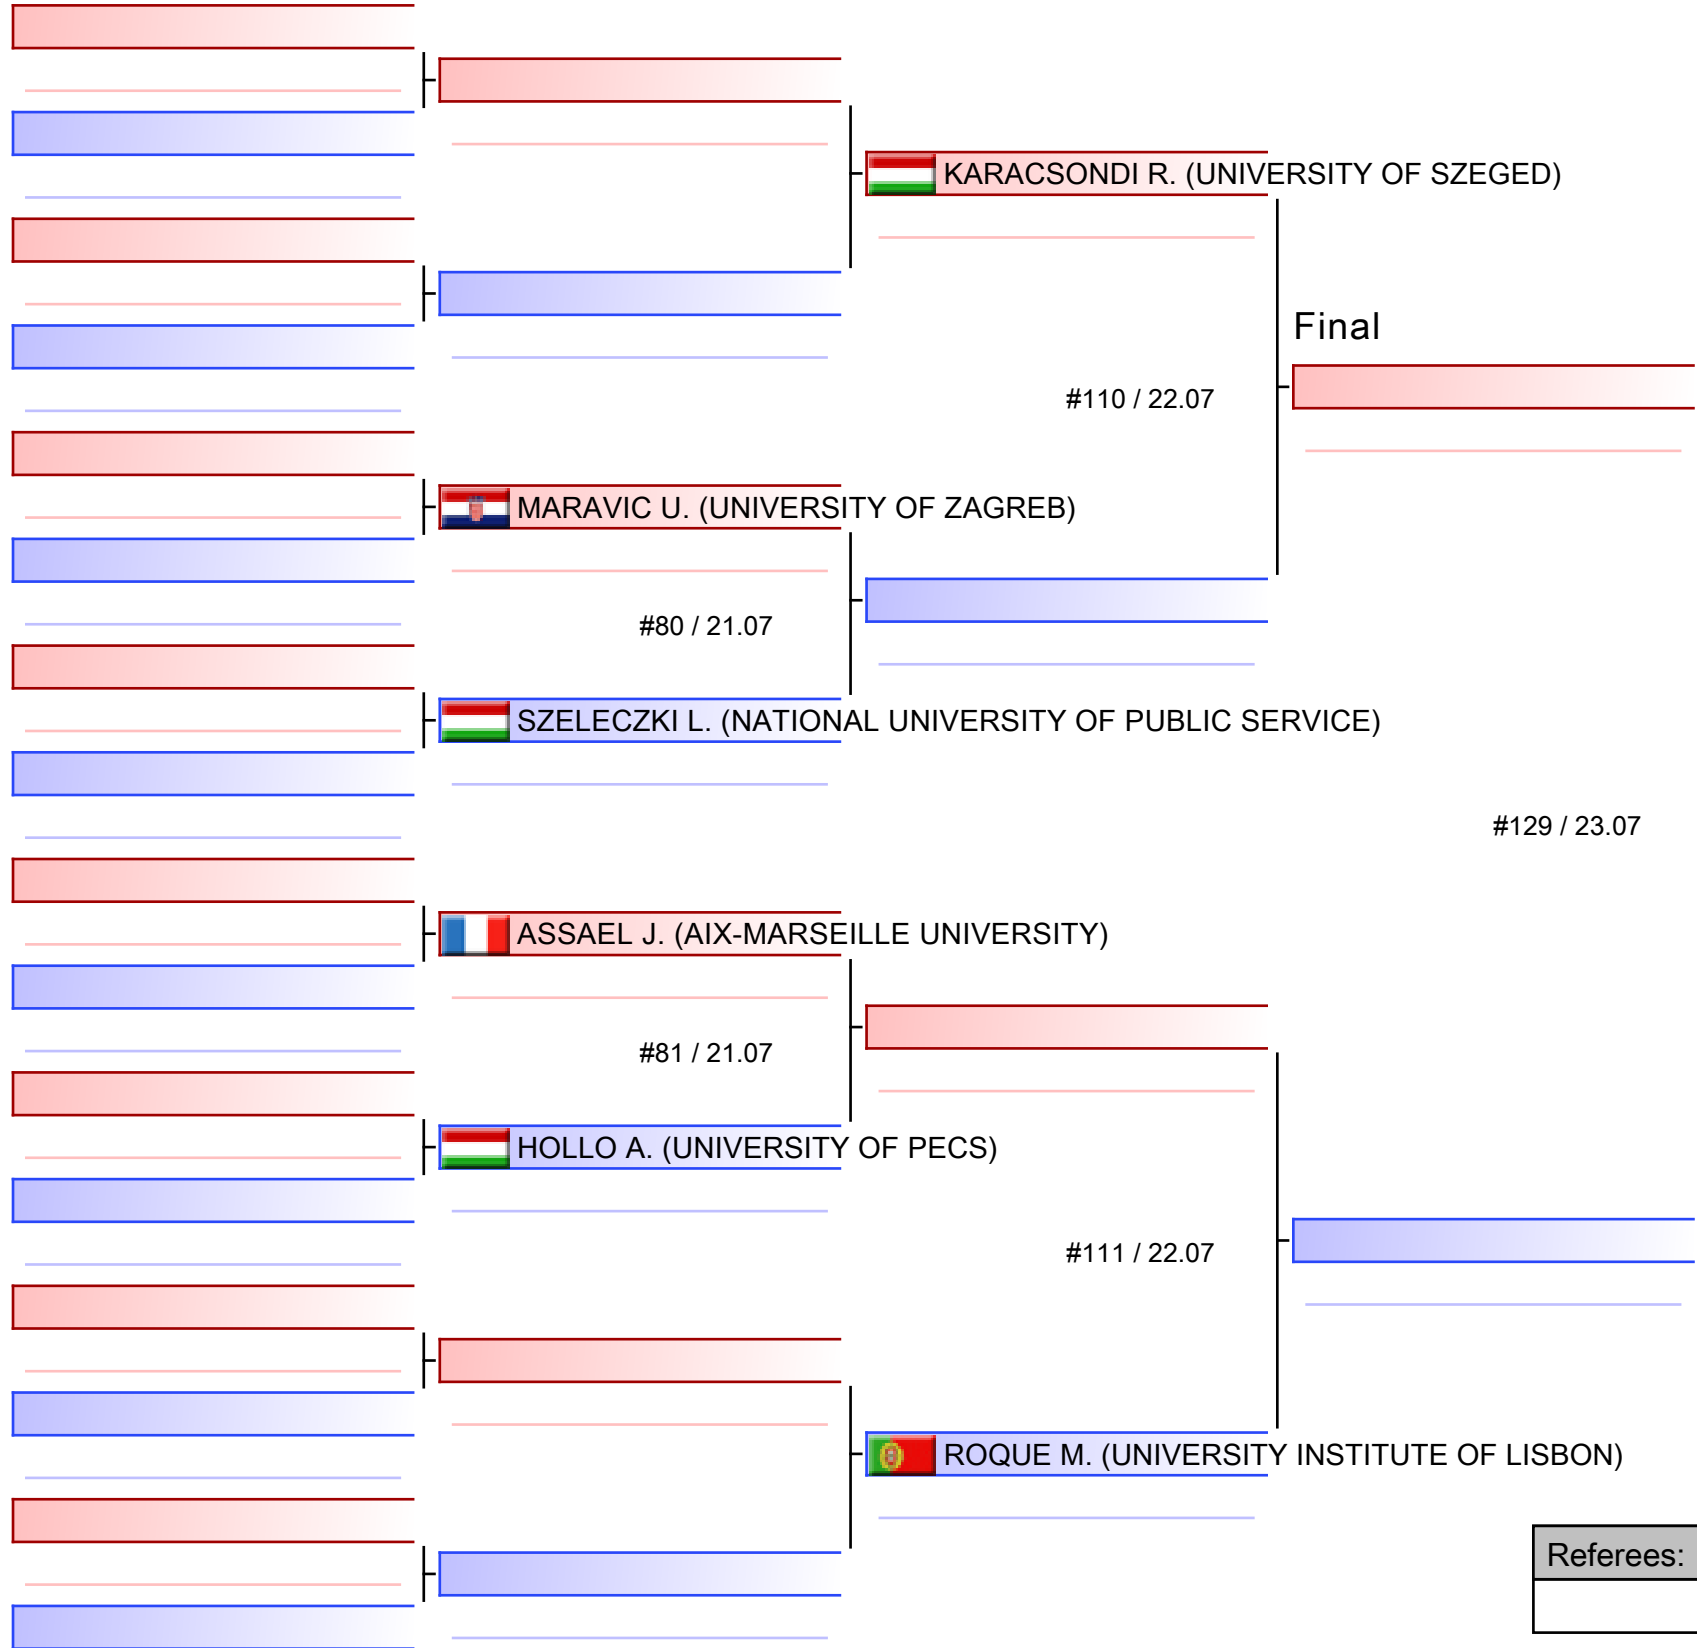 KARACSONDI R. (UNIVERSITY OF SZEGED)
Final
#110 / 22.07
MARAVIC U. (UNIVERSITY OF ZAGREB)
#80 / 21.07
SZELECZKI L. (NATIONAL UNIVERSITY OF PUBLIC SERVICE)
#129 / 23.07
ASSAEL J. (AIX-MARSEILLE UNIVERSITY)
#81 / 21.07
HOLLO A. (UNIVERSITY OF PECS)
#111 / 22.07
ROQUE M. (UNIVERSITY INSTITUTE OF LISBON)
Referees: